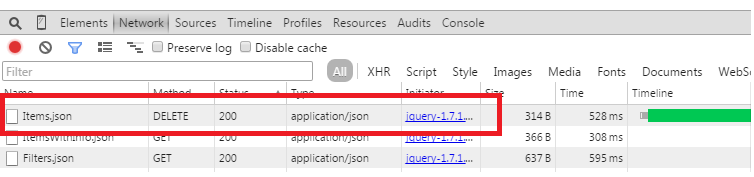 Elements Network Sources Timeline Profiles Resources Audits Console
Preserve log Disable cache
Filter All XHR Script Style Images Media Fonts Documents WebSo
Name Method Status Type Initiator Size Time Timeline
Items.json DELETE 200 application/json jquery-1.7.1.... 314 B 528 ms
ItemsWithInfo.json GET 200 application/json jquery-1.7.1.... 366 B 308 ms
Filters.json GET 200 application/json jquery-1.7.1.... 637 B 595 ms